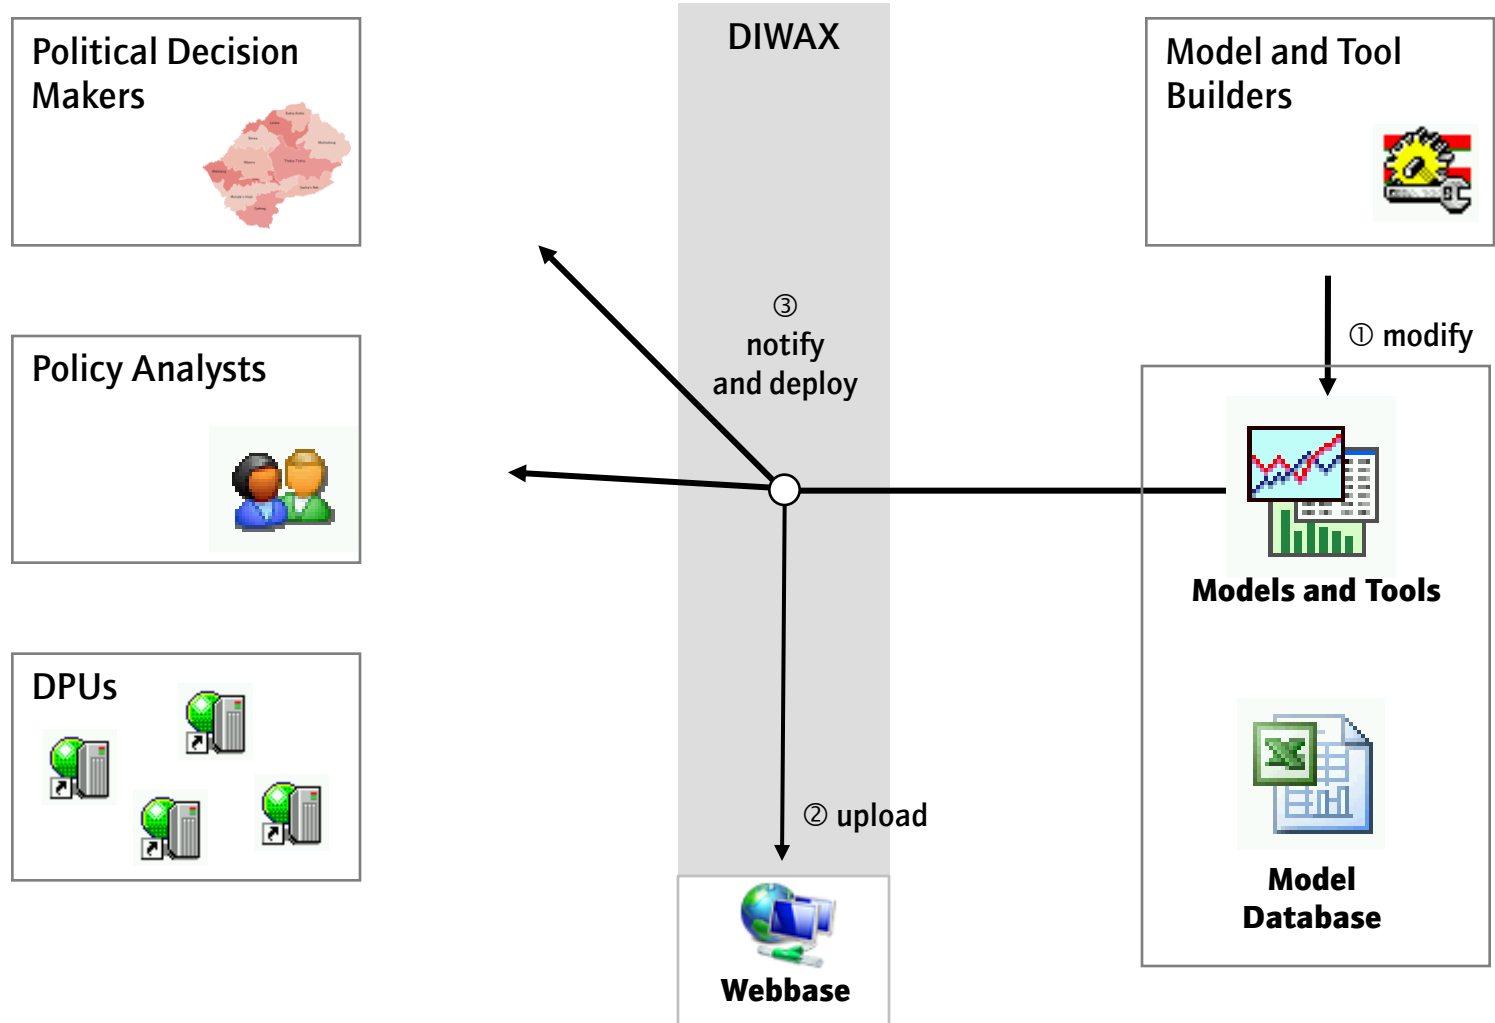 Political Decision
Makers
DIWAX
Model and Tool
Builders
③
notify
and deploy
① modify
Policy Analysts
Models and Tools
DPUs
② upload
Model
Database
Webbase